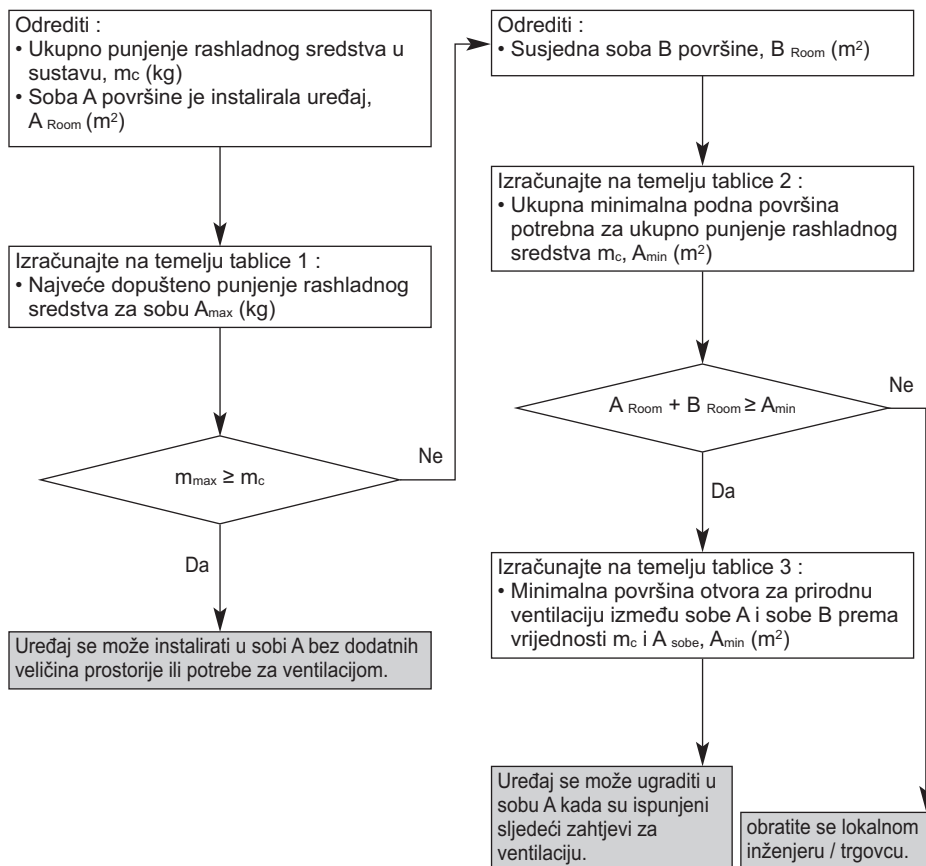 Odrediti :
• Ukupno punjenje rashladnog sredstva u
sustavu, mc (kg)
• Soba A površine je instalirala uređaj,
A Room (m²)
Izračunajte na temelju tablice 1 :
• Najveće dopušteno punjenje rashladnog
sredstva za sobu Amax (kg)
mmax ≥ mc
Ne
Da
Uređaj se može instalirati u sobi A bez dodatnih
veličina prostorije ili potrebe za ventilacijom.
Odrediti :
• Susjedna soba B površine, B Room (m²)
Izračunajte na temelju tablice 2 :
• Ukupna minimalna podna površina
potrebna za ukupno punjenje rashladnog
sredstva mc, Amin (m²)
A Room + B Room ≥ Amin
Ne
Da
Izračunajte na temelju tablice 3 :
• Minimalna površina otvora za prirodnu
ventilaciju između sobe A i sobe B prema
vrijednosti mc i A sobe, Amin (m²)
Uređaj se može ugraditi u
sobu A kada su ispunjeni
sljedeći zahtjevi za
ventilaciju.
obratite se lokalnom
inženjeru / trgovcu.